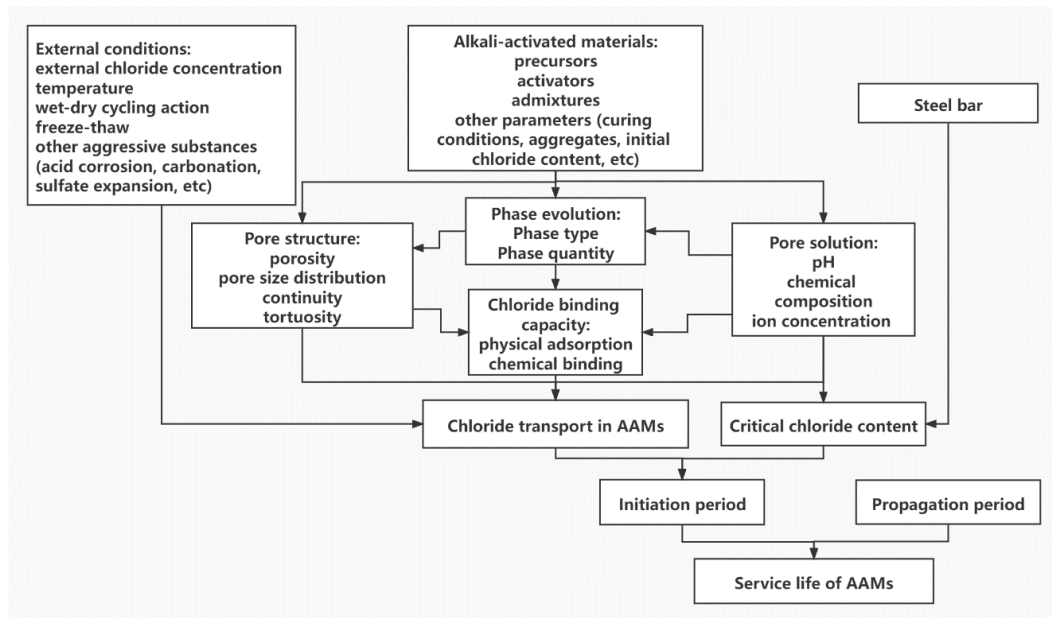 External conditions:
external chloride concentration
temperature
wet-dry cycling action
freeze-thaw
other aggressive substances
(acid corrosion, carbonation,
sulfate expansion, etc)
Alkali-activated materials:
precursors
activators
admixtures
other parameters (curing
conditions, aggregates, initial
chloride content, etc)
Steel bar
Pore structure:
porosity
pore size distribution
continuity
tortuosity
Phase evolution:
Phase type
Phase quantity
Pore solution:
pH
chemical
composition
ion concentration
Chloride binding
capacity:
physical adsorption
chemical binding
Chloride transport in AAMs
Critical chloride content
Initiation period
Propagation period
Service life of AAMs